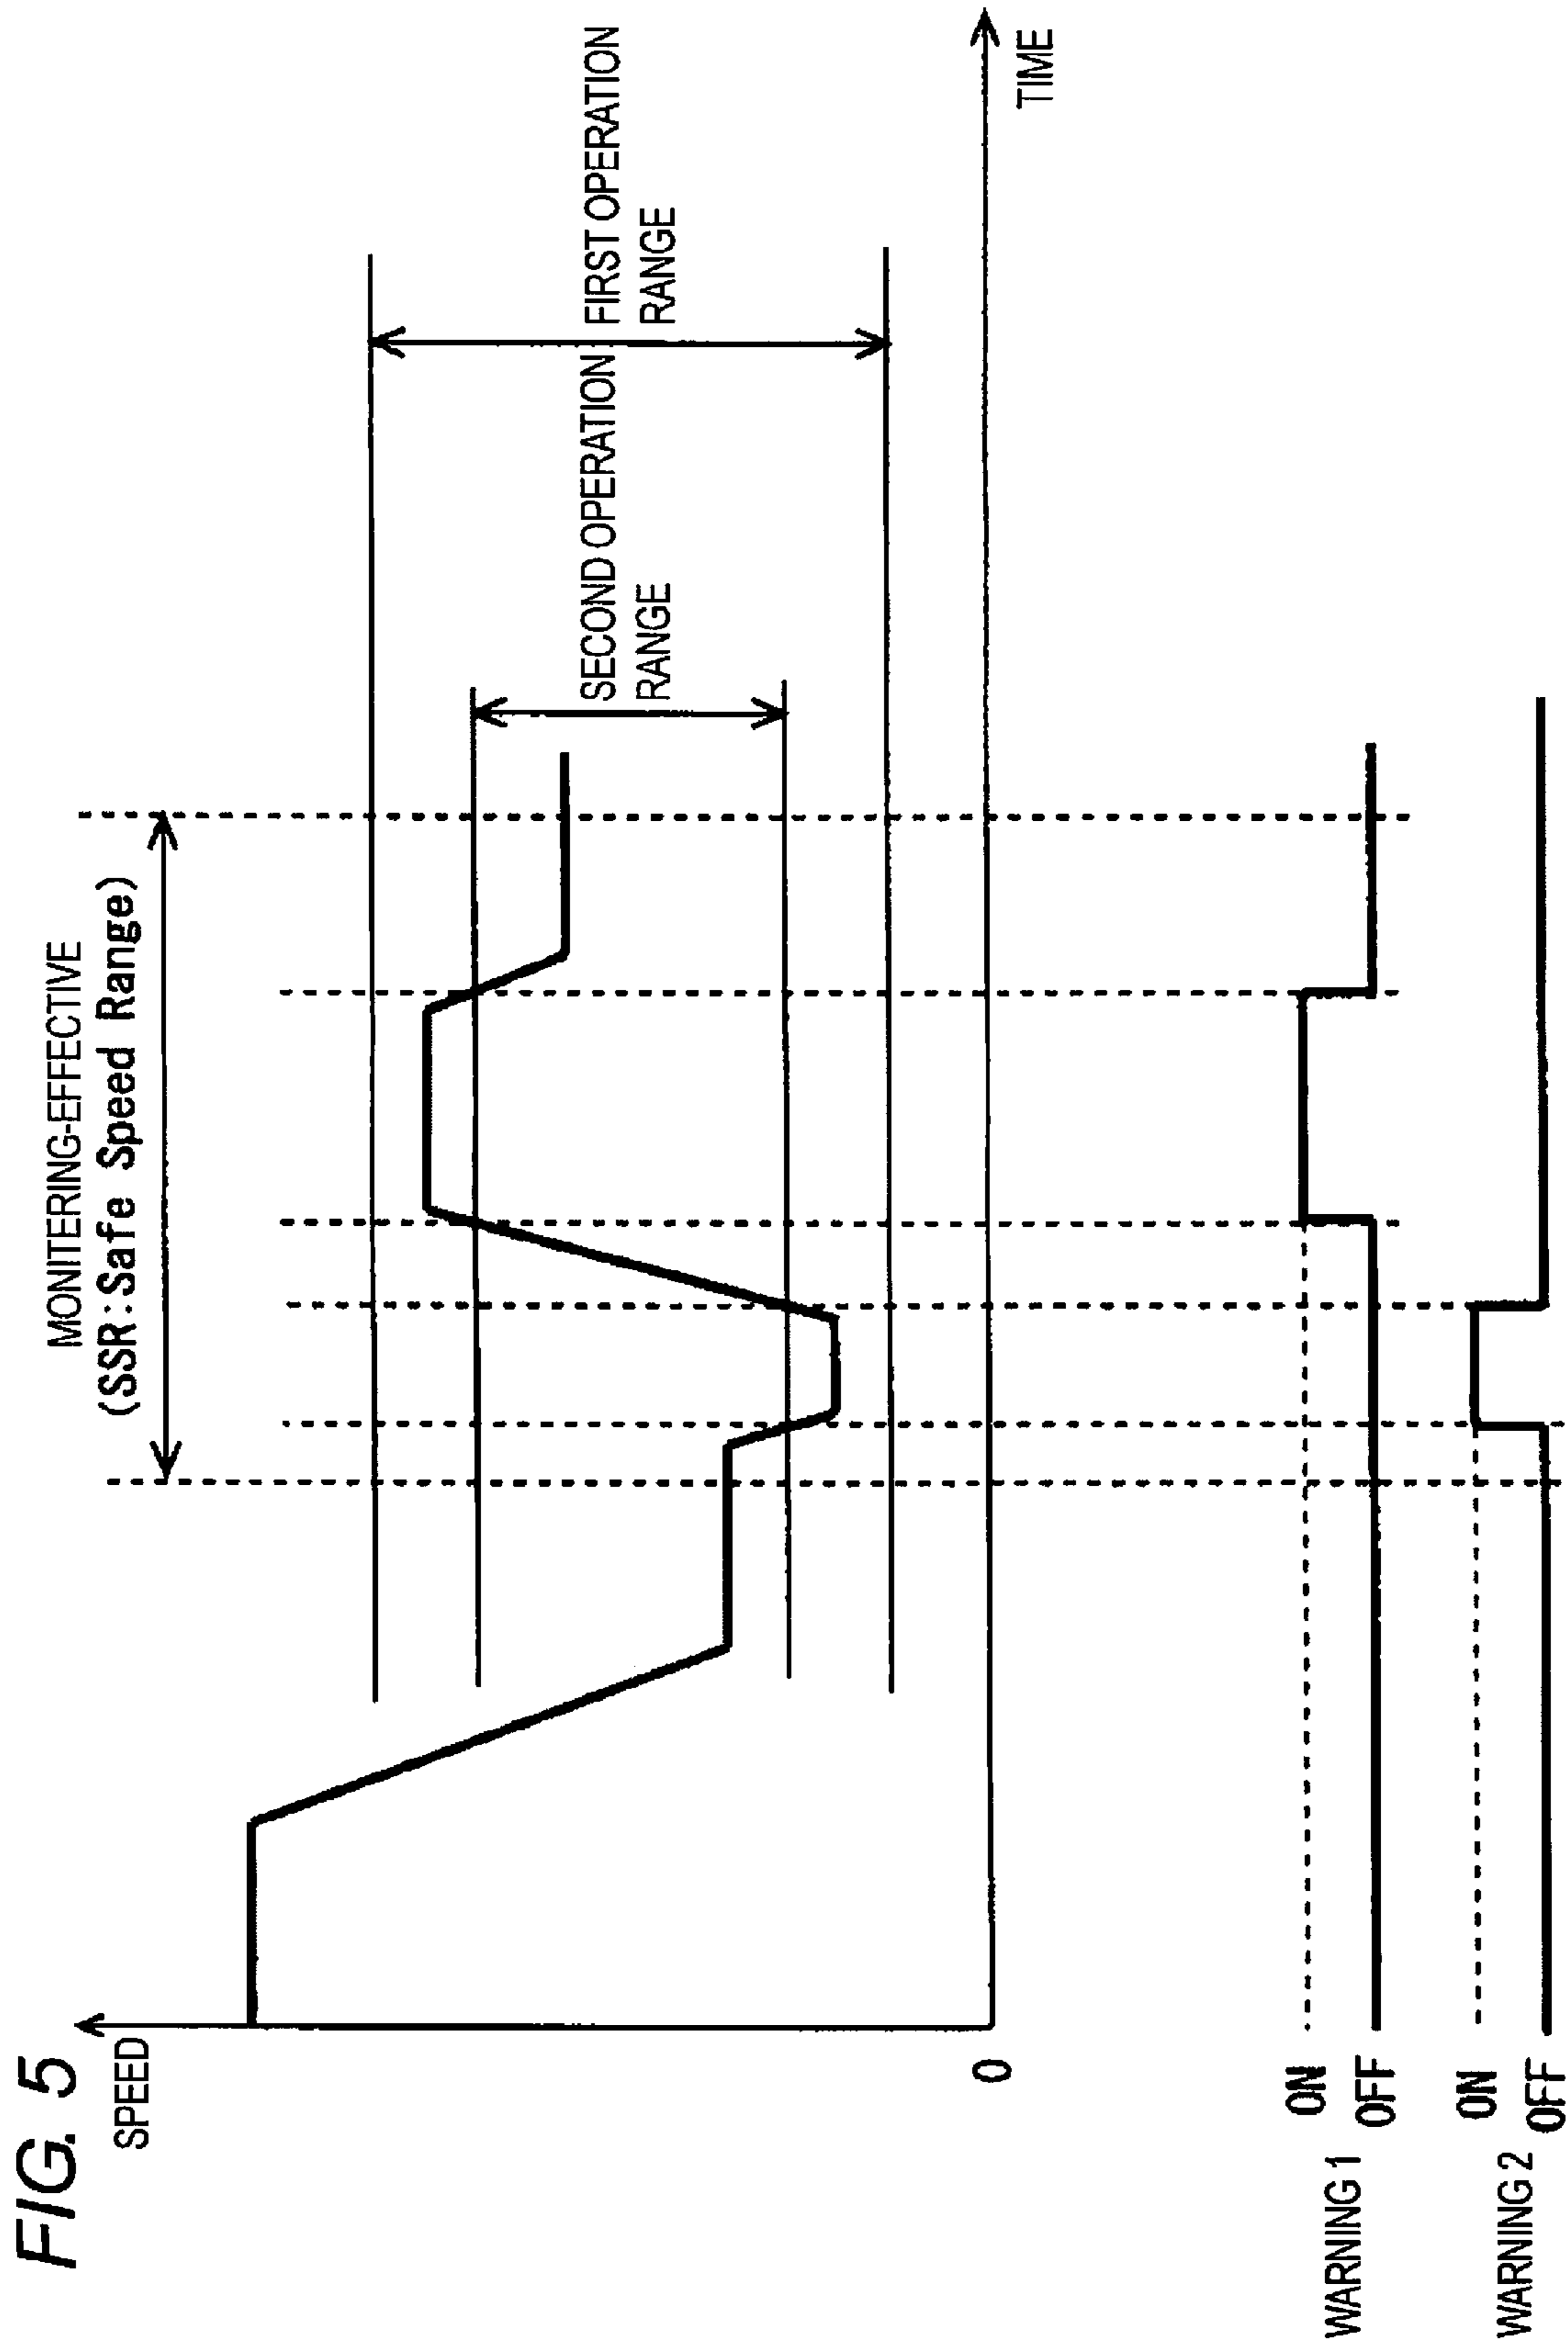 FIG. 5
MONITERING-EFFECTIVE
(SSR:Safe Speed Range)
SPEED
SECOND OPERATION
RANGE
FIRST OPERATION
RANGE
0
TIME
WARNING 1
ON
OFF
WARNING 2
ON
OFF